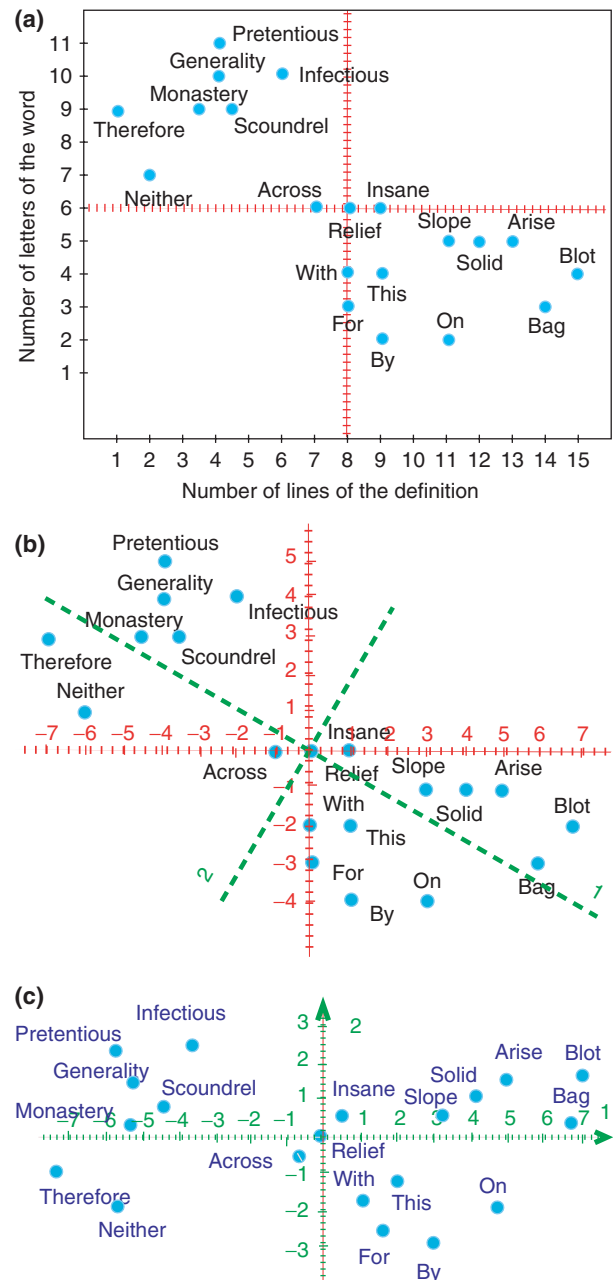 (a)
Pretentious
11
Generality
10
Infectious
Monastery
9
Therefore
Scoundrel
8
7
Neither
Across
Insane
6
Relief
Slope
Arise
5
Solid
With
Blot
4
This
3
For
On
Bag
2
By
1
Number of letters of the word
1 2 3 4 5 6 7 8 9 10 11 12 13 14 15
Number of lines of the definition
(b)
Pretentious
5
Generality
4
Infectious
Monastery
3
Therefore
Scoundrel
2
Neither
1
Insane
−7 −6 −5 −4 −3 −2 −1 1 2 3 4 5 6 7
Across
Relief
Slope
Arise
−1
Solid
With
Blot
−2
This
−3
For
On
Bag
2
1
−4
By
(c)
Infectious
3
2
Pretentious
Arise
Blot
2
Generality
Solid
Scoundrel
Insane
Slope
Bag
1
Monastery
−7 −6 −5 −4 −3 −2 −1 1 2 3 4 5 6 7
1
Across
Relief
−1
With
Therefore
This
On
−2
Neither
For
−3
By